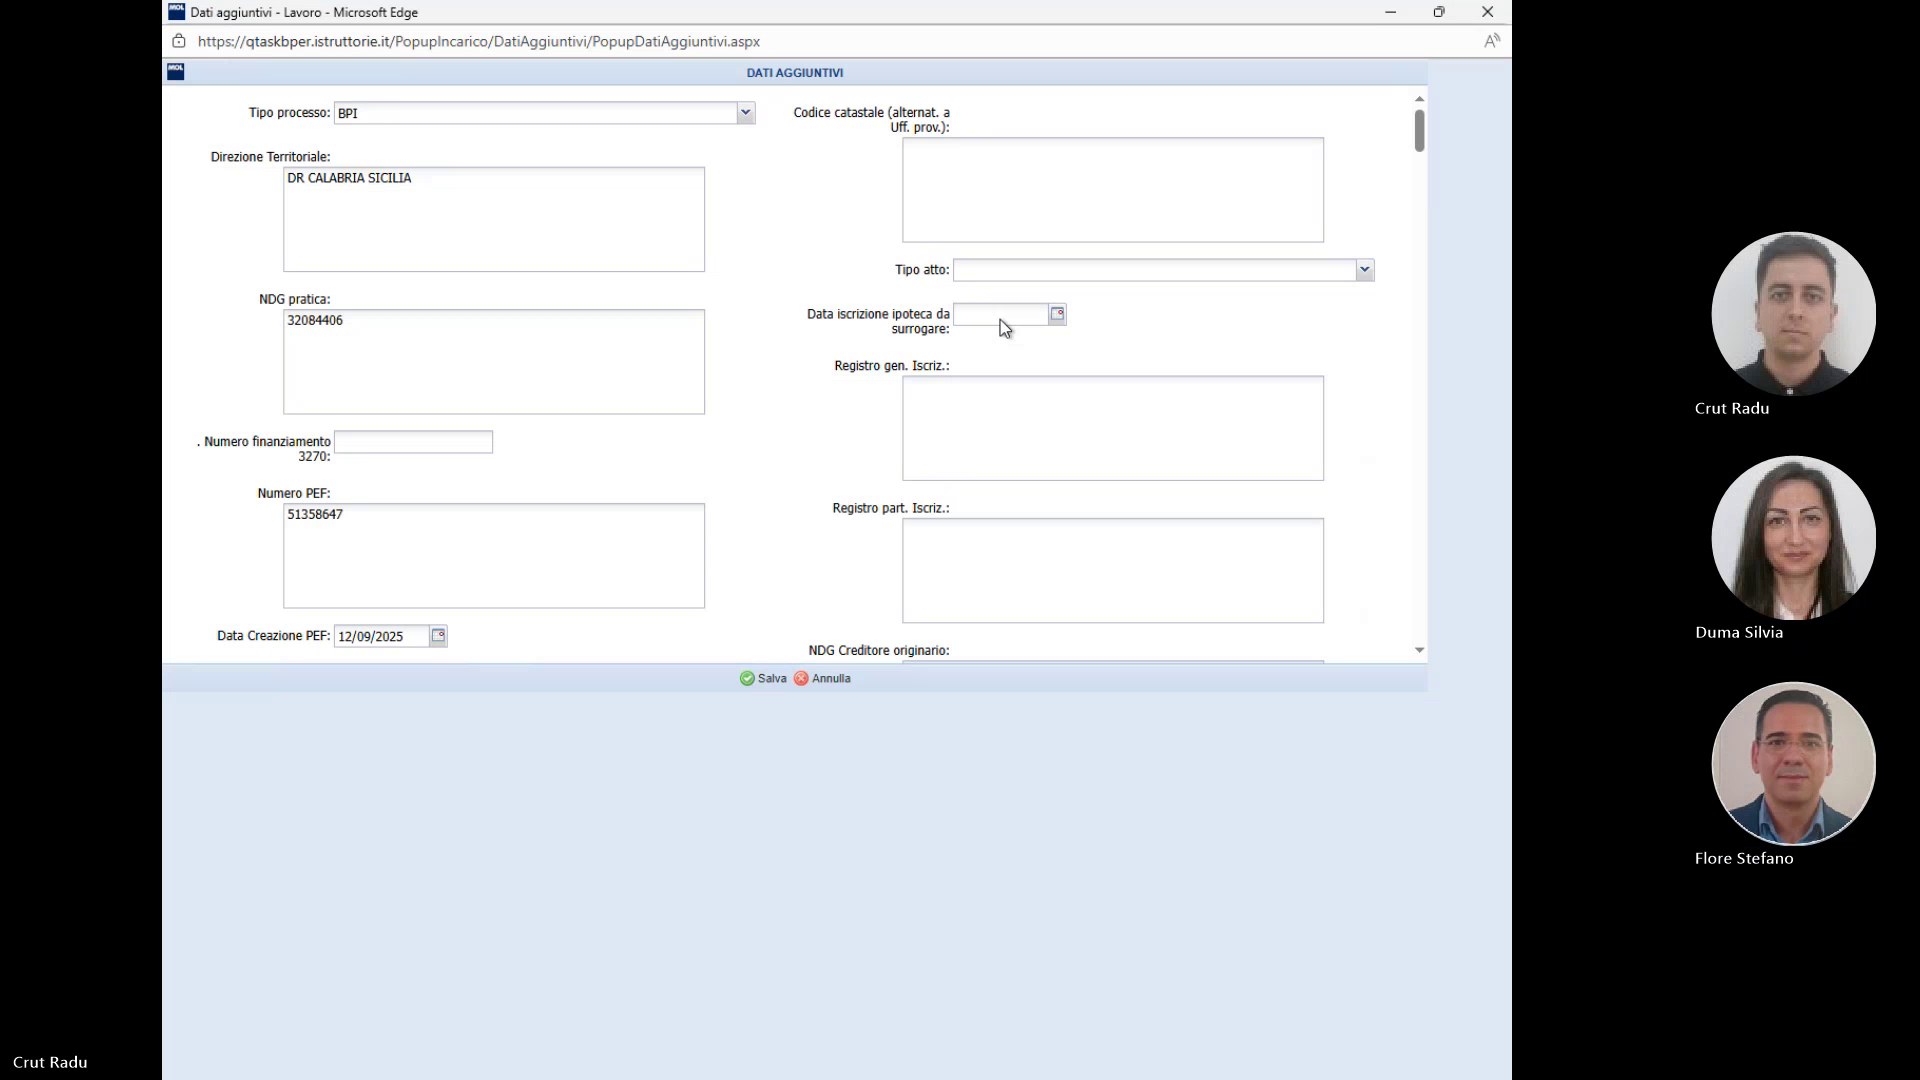 MOL Dati aggiuntivi - Lavoro - Microsoft Edge
https://qtaskbper.istruttorie.it/PopupIncarico/DatiAggiuntivi/PopupDatiAggiuntivi.aspx
MOL DATI AGGIUNTIVI
Tipo processo: BPI
Direzione Territoriale:
DR CALABRIA SICILIA
NDG pratica:
32084406
. Numero finanziamento
3270:
Numero PEF:
51358647
Data Creazione PEF: 12/09/2025
Codice catastale (alternat. a
Uff. prov.):
Tipo atto:
Data iscrizione ipoteca da
surrogare:
Registro gen. Iscriz.:
Registro part. Iscriz.:
NDG Creditore originario:
Salva Annulla
Crut Radu
Duma Silvia
Flore Stefano
Crut Radu